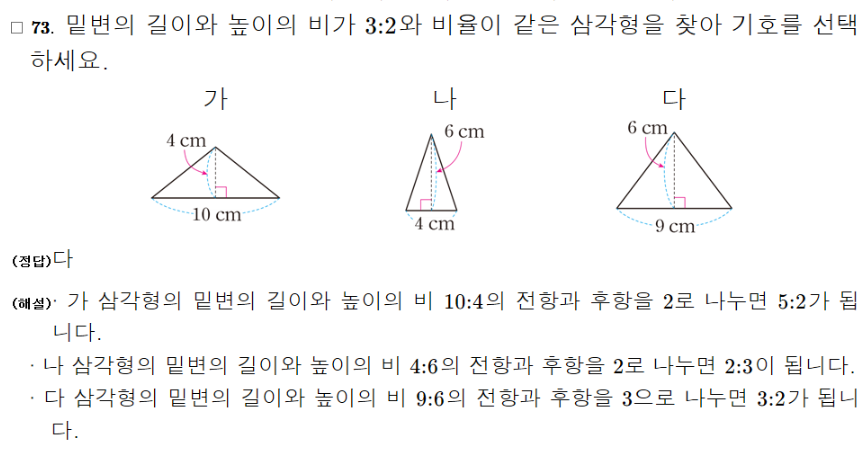 □ 73. 밑변의 길이와 높이의 비가 3:2와 비율이 같은 삼각형을 찾아 기호를 선택
하세요.
가 나 다
4 cm 6 cm 6 cm
10 cm 4 cm 9 cm
(정답)다
(해설)· 가 삼각형의 밑변의 길이와 높이의 비 10:4의 전항과 후항을 2로 나누면 5:2가 됩
니다.
· 나 삼각형의 밑변의 길이와 높이의 비 4:6의 전항과 후항을 2로 나누면 2:3이 됩니다.
· 다 삼각형의 밑변의 길이와 높이의 비 9:6의 전항과 후항을 3으로 나누면 3:2가 됩니
다.